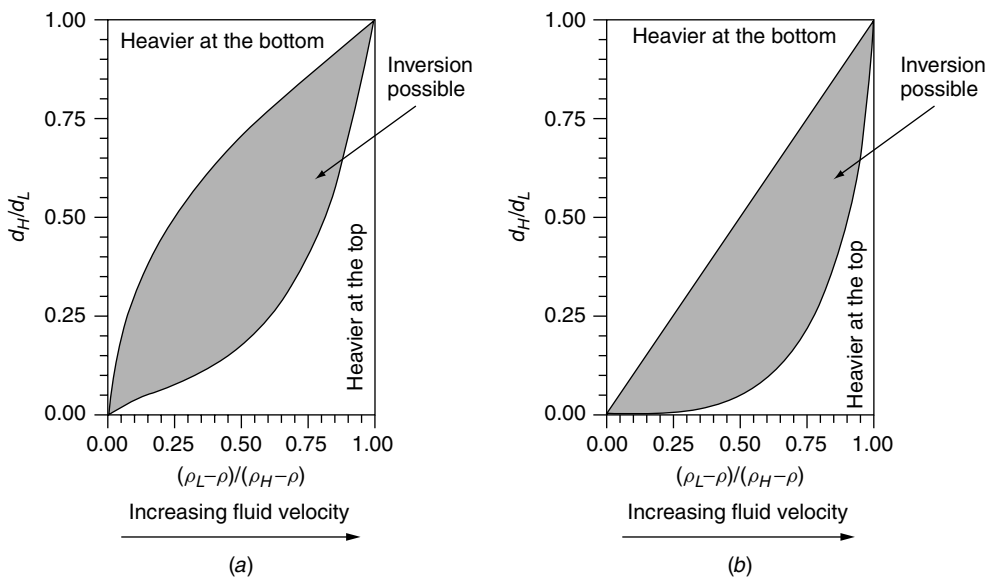 1.00
Heavier at the bottom
Inversion
possible
0.75
d_H/d_L
0.50
Heavier at the top
0.25
0.00
0.00 0.25 0.50 0.75 1.00
(ρ_L–ρ)/(ρ_H–ρ)
Increasing fluid velocity
(a)
1.00
Heavier at the bottom
Inversion
possible
0.75
d_H/d_L
0.50
Heavier at the top
0.25
0.00
0.00 0.25 0.50 0.75 1.00
(ρ_L–ρ)/(ρ_H–ρ)
Increasing fluid velocity
(b)